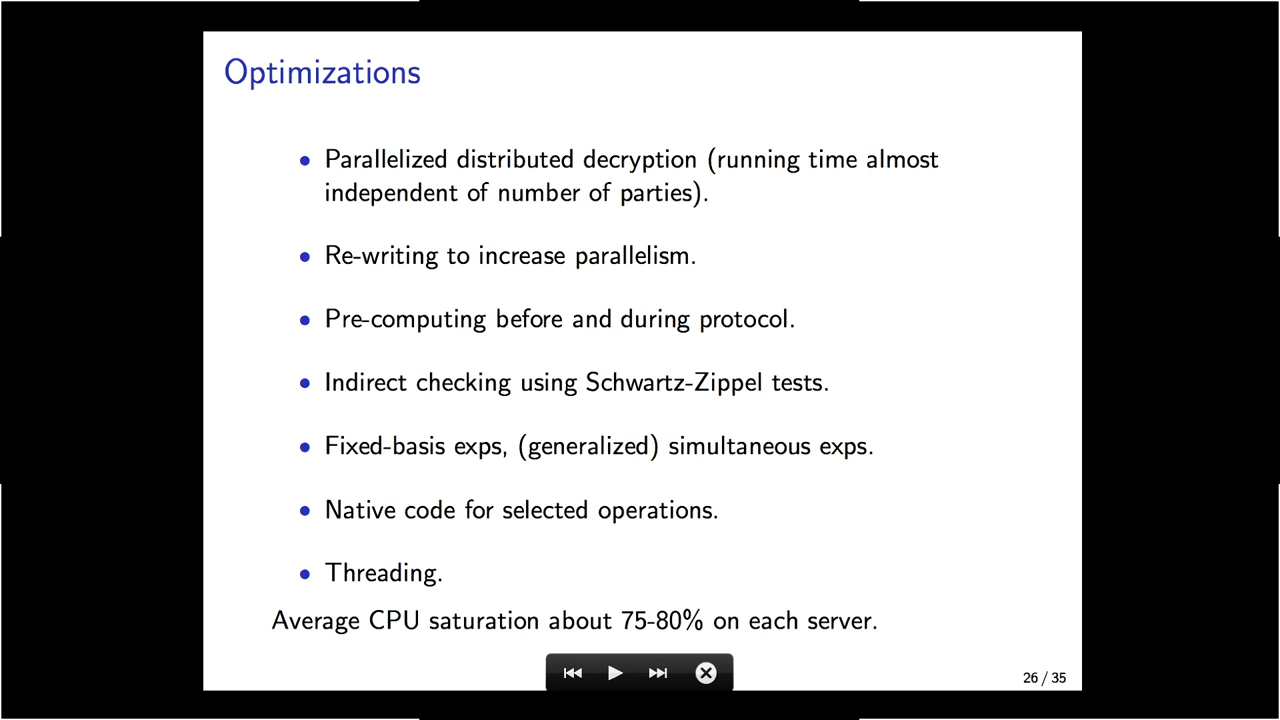 Optimizations
• Parallelized distributed decryption (running time almost
independent of number of parties).
• Re-writing to increase parallelism.
• Pre-computing before and during protocol.
• Indirect checking using Schwartz-Zippel tests.
• Fixed-basis exps, (generalized) simultaneous exps.
• Native code for selected operations.
• Threading.
Average CPU saturation about 75-80% on each server.
26 / 35